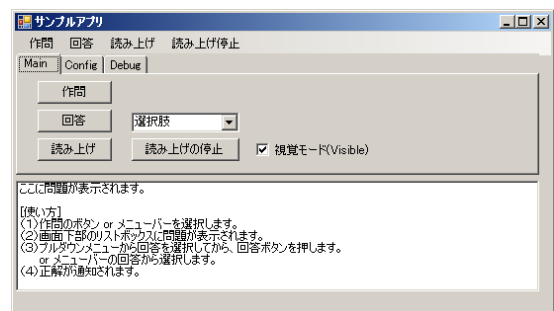 サンプルアプリ
作問 回答 読み上げ 読み上げ停止
Main Config Debug
作問
回答 選択肢
読み上げ 読み上げの停止 視覚モード(Visible)
ここに問題が表示されます。
[使い方]
(1)作問のボタン or メニューバーを選択します。
(2)画面下部のリストボックスに問題が表示されます。
(3)プルダウンメニューから回答を選択してから、回答ボタンを押します。
or メニューバーの回答から選択します。
(4)正解が通知されます。